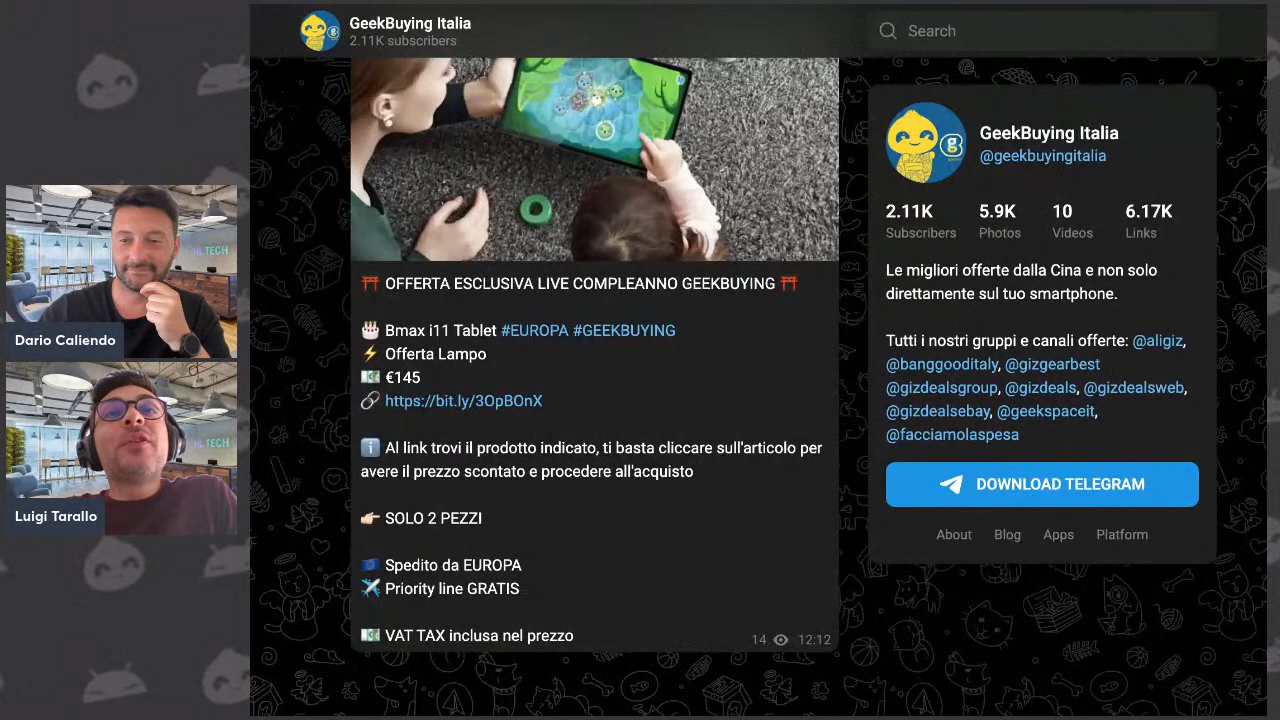 GeekBuying Italia
2.11K subscribers
Search
HI, TECH
Dario Caliendo
TECH
Luigi Tarallo
⛩ OFFERTA ESCLUSIVA LIVE COMPLEANNO GEEKBUYING ⛩
🎂 Bmax i11 Tablet #EUROPA #GEEKBUYING
⚡ Offerta Lampo
💵 €145
🔗 https://bit.ly/3OpBOnX
ℹ️ Al link trovi il prodotto indicato, ti basta cliccare sull'articolo per
avere il prezzo scontato e procedere all'acquisto
👉🏻 SOLO 2 PEZZI
🇪🇺 Spedito da EUROPA
✈️ Priority line GRATIS
💵 VAT TAX inclusa nel prezzo
14 12:12
g
GeekBuying Italia
@geekbuyingitalia
2.11K 5.9K 10 6.17K
Subscribers Photos Videos Links
Le migliori offerte dalla Cina e non solo
direttamente sul tuo smartphone.
Tutti i nostri gruppi e canali offerte: @aligiz,
@banggooditaly, @gizgearbest
@gizdealsgroup, @gizdeals, @gizdealsweb,
@gizdealsebay, @geekspaceit,
@facciamolaspesa
DOWNLOAD TELEGRAM
About Blog Apps Platform